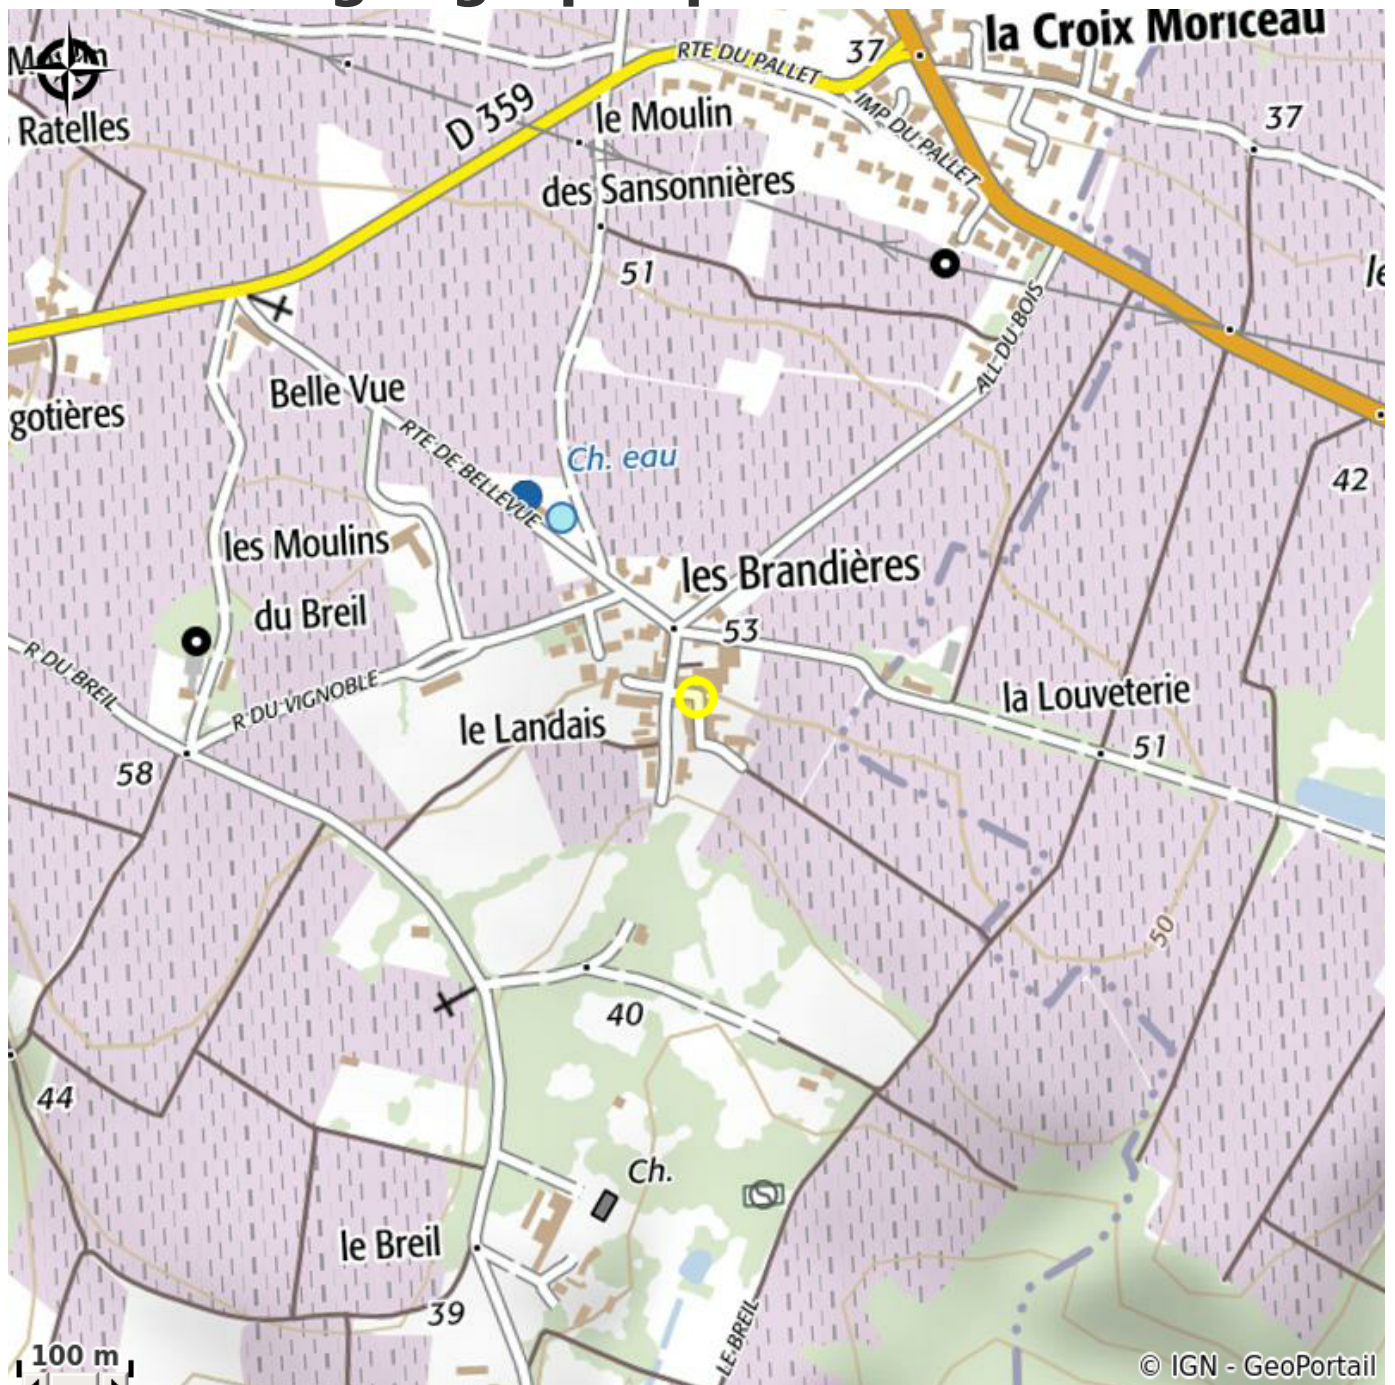 la Croix Moriceau
37
RTE DU PALLET
Ratelles
D 359
le Moulin
des Sansonnières
IMP DU PALLET
37
51
ALL DU BOIS
Belle Vue
gotières
RTE DE BELLEVUE
Ch. eau
42
les Moulins
du Breil
les Brandières
53
R DU BREIL
R DU VIGNOBLE
le Landais
la Louveterie
51
58
50
40
44
Ch.
le Breil
39
LE BREIL
100 m
© IGN - GeoPortail